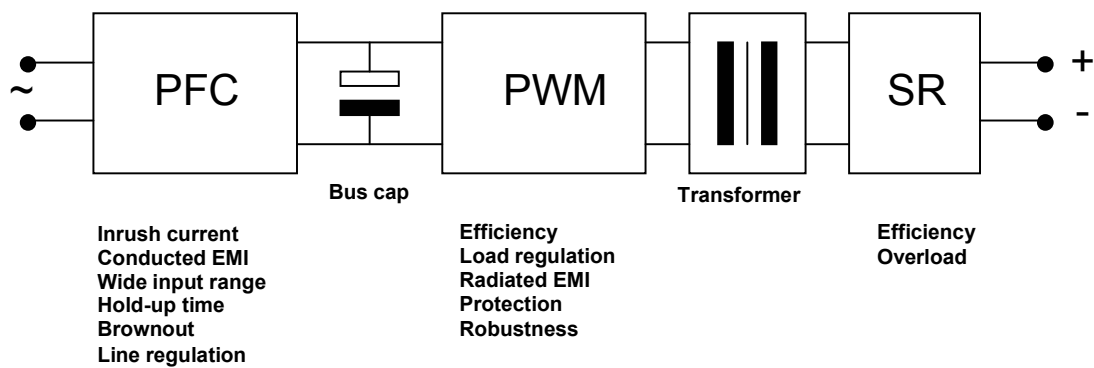 ~
PFC
PWM
SR
+
-
Bus cap
Transformer
Inrush current
Conducted EMI
Wide input range
Hold-up time
Brownout
Line regulation
Efficiency
Load regulation
Radiated EMI
Protection
Robustness
Efficiency
Overload